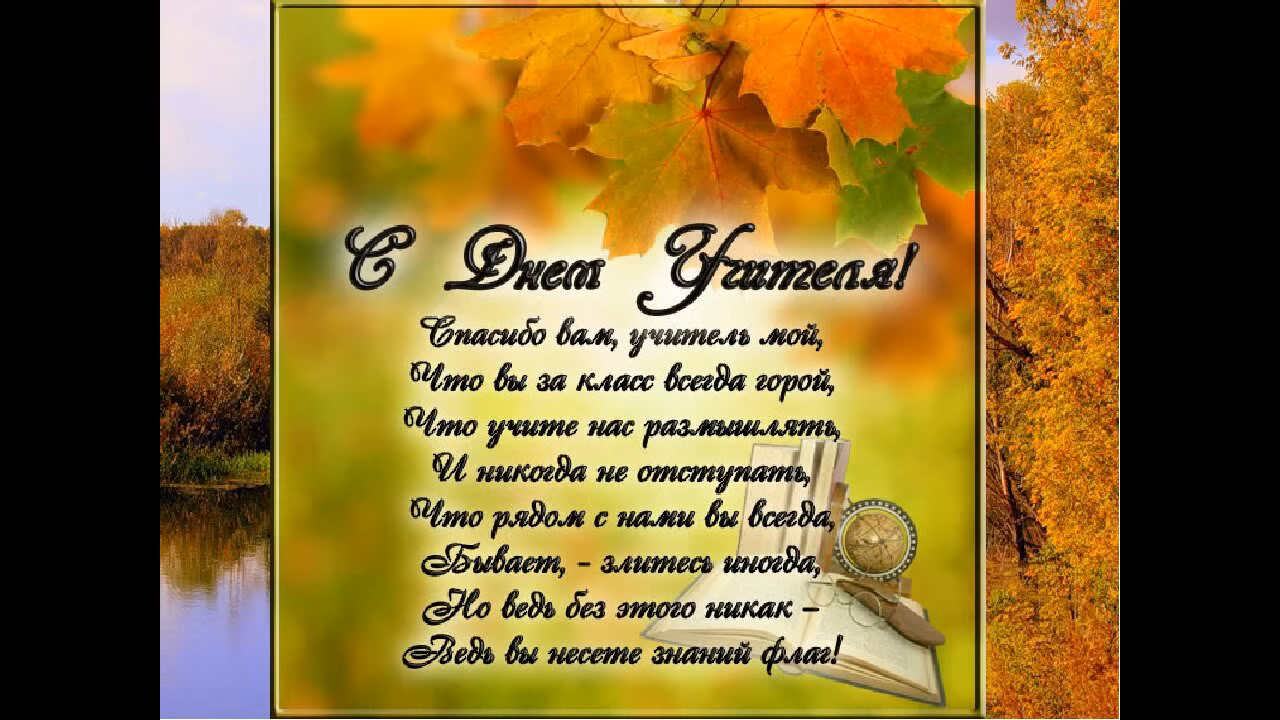 С Днем Учителя!
Спасибо вам, учитель мой,
Что вы за класс всегда горой,
Что учите нас размышлять,
И никогда не отступать,
Что рядом с нами вы всегда,
Бывает, - злитесь иногда,
Но ведь без этого никак –
Ведь вы несете знаний флаг!